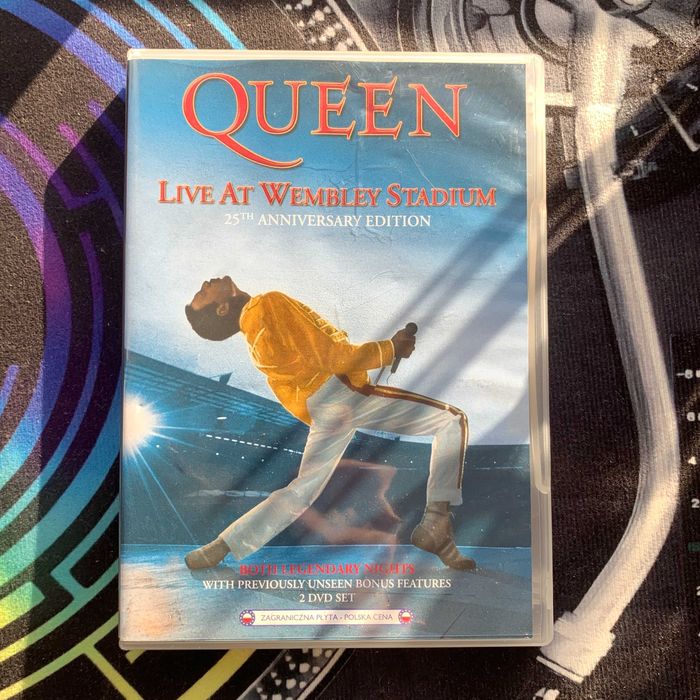 QUEEN
LIVE AT WEMBLEY STADIUM
25TH ANNIVERSARY EDITION
BOTH LEGENDARY NIGHTS
WITH PREVIOUSLY UNSEEN BONUS FEATURES
2 DVD SET
ZAGRANICZNA PŁYTA - POLSKA CENA